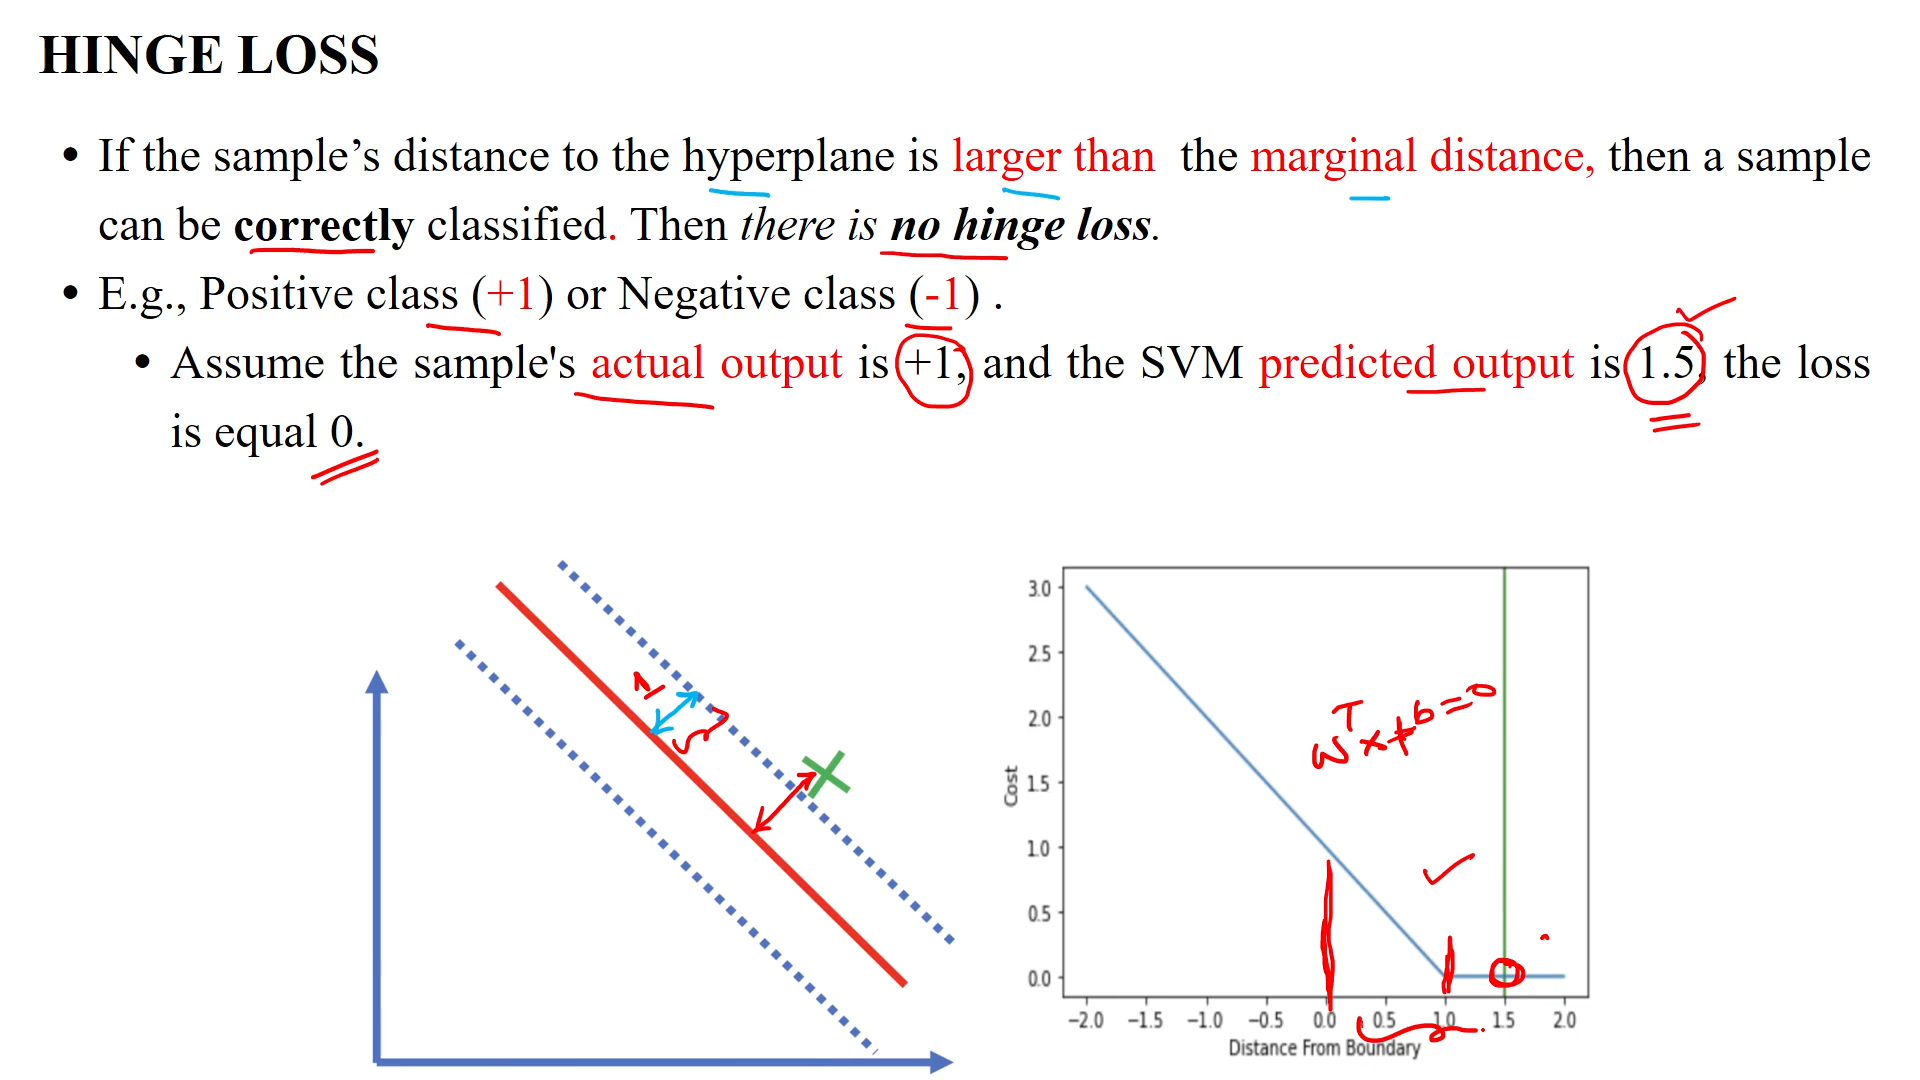 HINGE LOSS
• If the sample’s distance to the hyperplane is larger than the marginal distance, then a sample
can be correctly classified. Then there is no hinge loss.
• E.g., Positive class (+1) or Negative class (-1) .
• Assume the sample's actual output is +1, and the SVM predicted output is 1.5, the loss
is equal 0.
3.0
2.5
2.0
1.5
1.0
0.5
0.0
Cost
w^T x + b = 0
−2.0 −1.5 −1.0 −0.5 0.0 0.5 1.0 1.5 2.0
Distance From Boundary